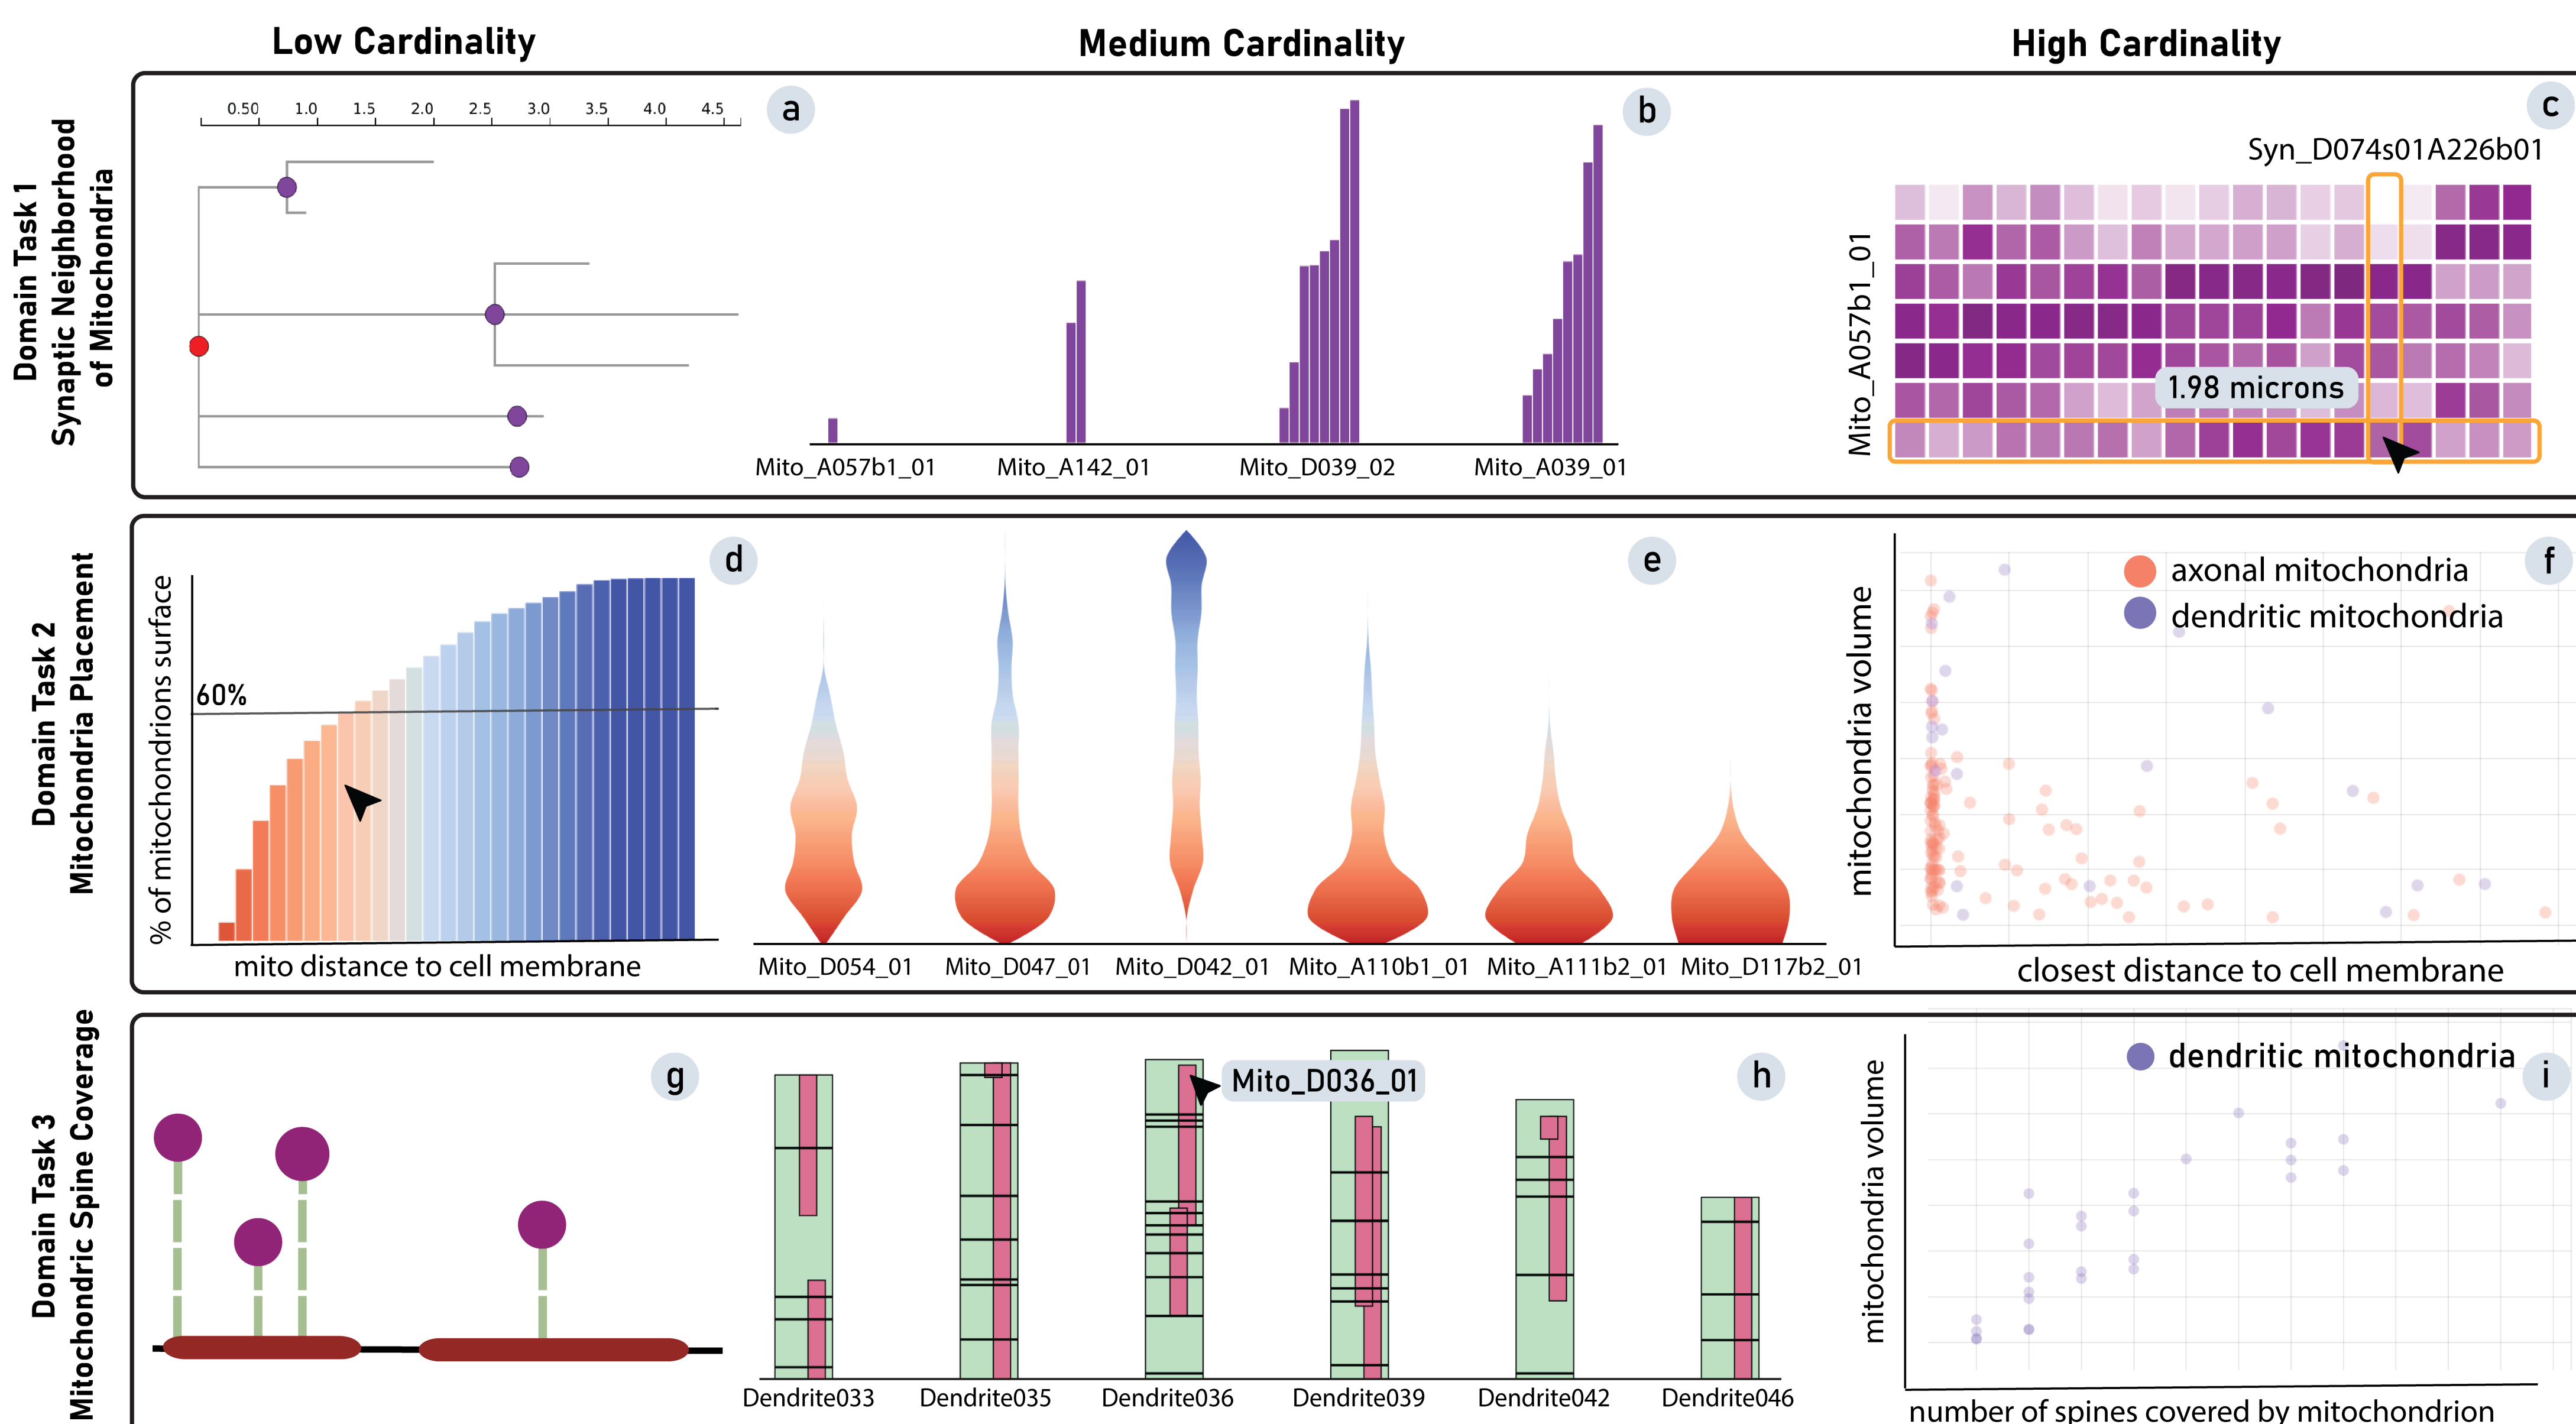 Low Cardinality
Medium Cardinality
High Cardinality
Domain Task 1
Synaptic Neighborhood
of Mitochondria
0.50 1.0 1.5 2.0 2.5 3.0 3.5 4.0 4.5
a
Mito_A057b1_01
Mito_A142_01
Mito_D039_02
Mito_A039_01
b
c
Syn_D074s01A226b01
Mito_A057b1_01
1.98 microns
Domain Task 2
Mitochondria Placement
% of mitochondrions surface
60%
mito distance to cell membrane
d
Mito_D054_01
Mito_D047_01
Mito_D042_01
Mito_A110b1_01
Mito_A111b2_01
Mito_D117b2_01
e
mitochondria volume
axonal mitochondria
dendritic mitochondria
closest distance to cell membrane
f
Domain Task 3
Mitochondric Spine Coverage
g
Mito_D036_01
h
Dendrite033
Dendrite035
Dendrite036
Dendrite039
Dendrite042
Dendrite046
mitochondria volume
dendritic mitochondria
i
number of spines covered by mitochondrion